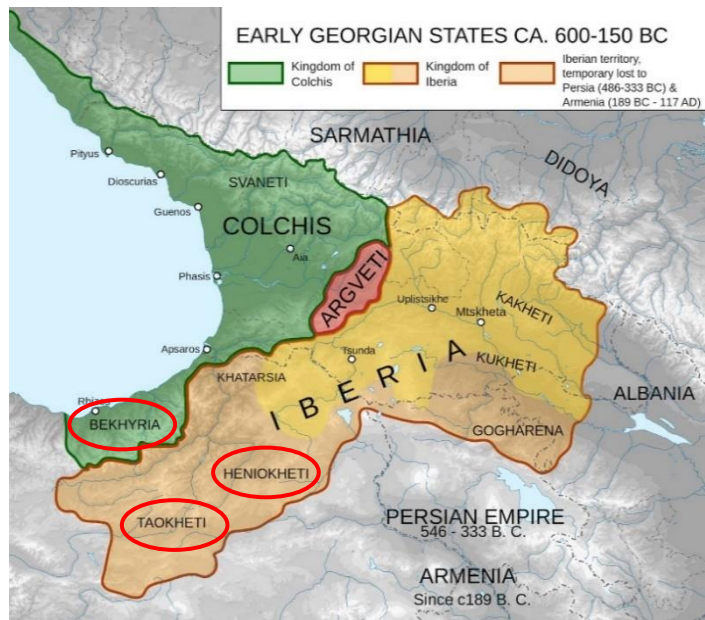 EARLY GEORGIAN STATES CA. 600-150 BC
Kingdom of
Colchis
Kingdom of
Iberia
Iberian territory,
temporary lost to
Persia (486-333 BC) &
Armenia (189 BC - 117 AD)
SARMATHIA
DIDOYA
Pityus
Dioscurias
SVANETI
Guenos
COLCHIS
Aia
ARGVETI
Phasis
Uplistsikhe
KAKHETI
Mtskheta
Apsaros
Tsunda
KUKHETI
KHATARSIA
IBERIA
ALBANIA
BEKHYRIA
GOGHARENA
HENIOKHETI
TAOKHETI
PERSIAN EMPIRE
546 - 333 B. C.
ARMENIA
Since c189 B. C.